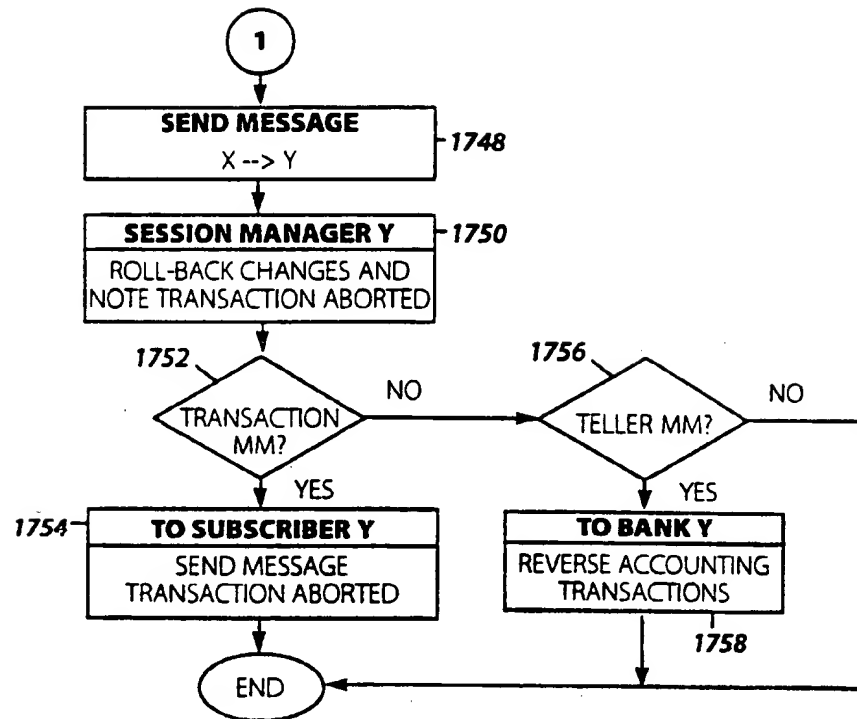 1
SEND MESSAGE
X --> Y
1748
SESSION MANAGER Y
1750
ROLL-BACK CHANGES AND
NOTE TRANSACTION ABORTED
1752
TRANSACTION
MM?
NO
1756
TELLER MM?
NO
YES
YES
1754
TO SUBSCRIBER Y
SEND MESSAGE
TRANSACTION ABORTED
TO BANK Y
REVERSE ACCOUNTING
TRANSACTIONS
1758
END